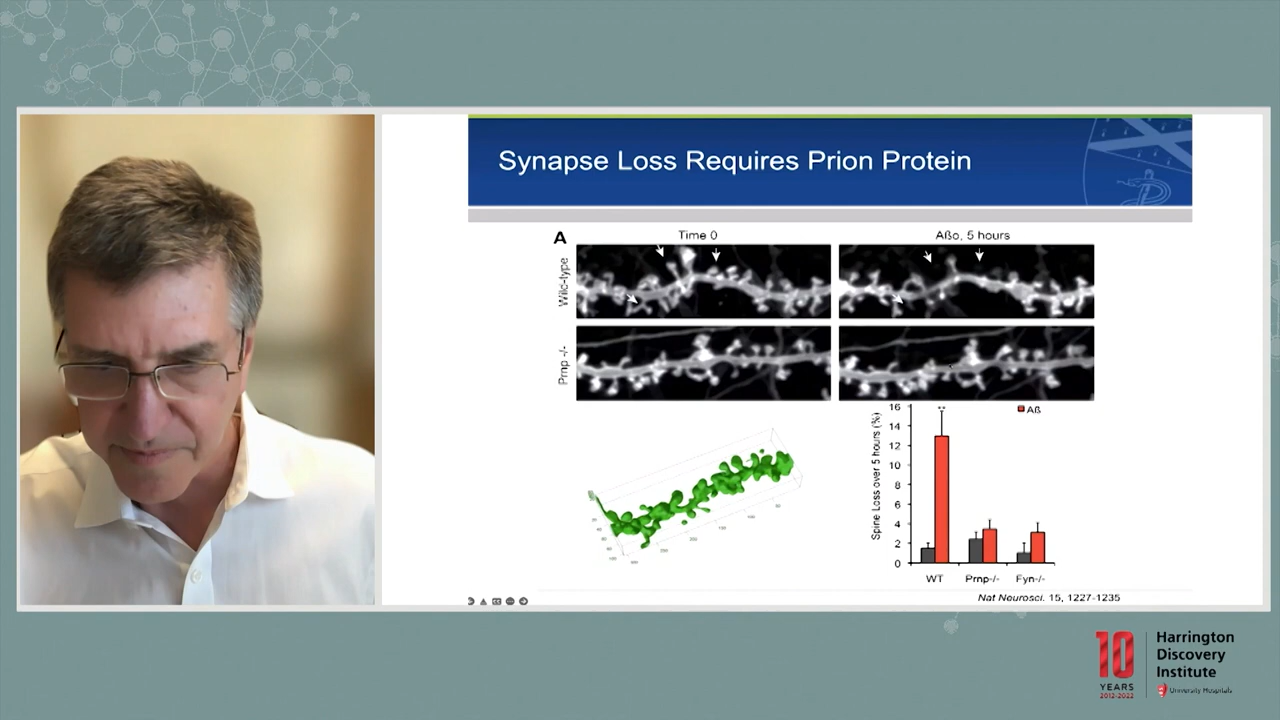 Synapse Loss Requires Prion Protein
A
Time 0
Aßo, 5 hours
Wild-type
Prnp -/-
**
Aß
Spine Loss over 5 hours (%)
16
14
12
10
8
6
4
2
0
WT
Prnp-/-
Fyn-/-
Nat Neurosci. 15, 1227-1235
10
YEARS
2012-2022
Harrington
Discovery
Institute
University Hospitals